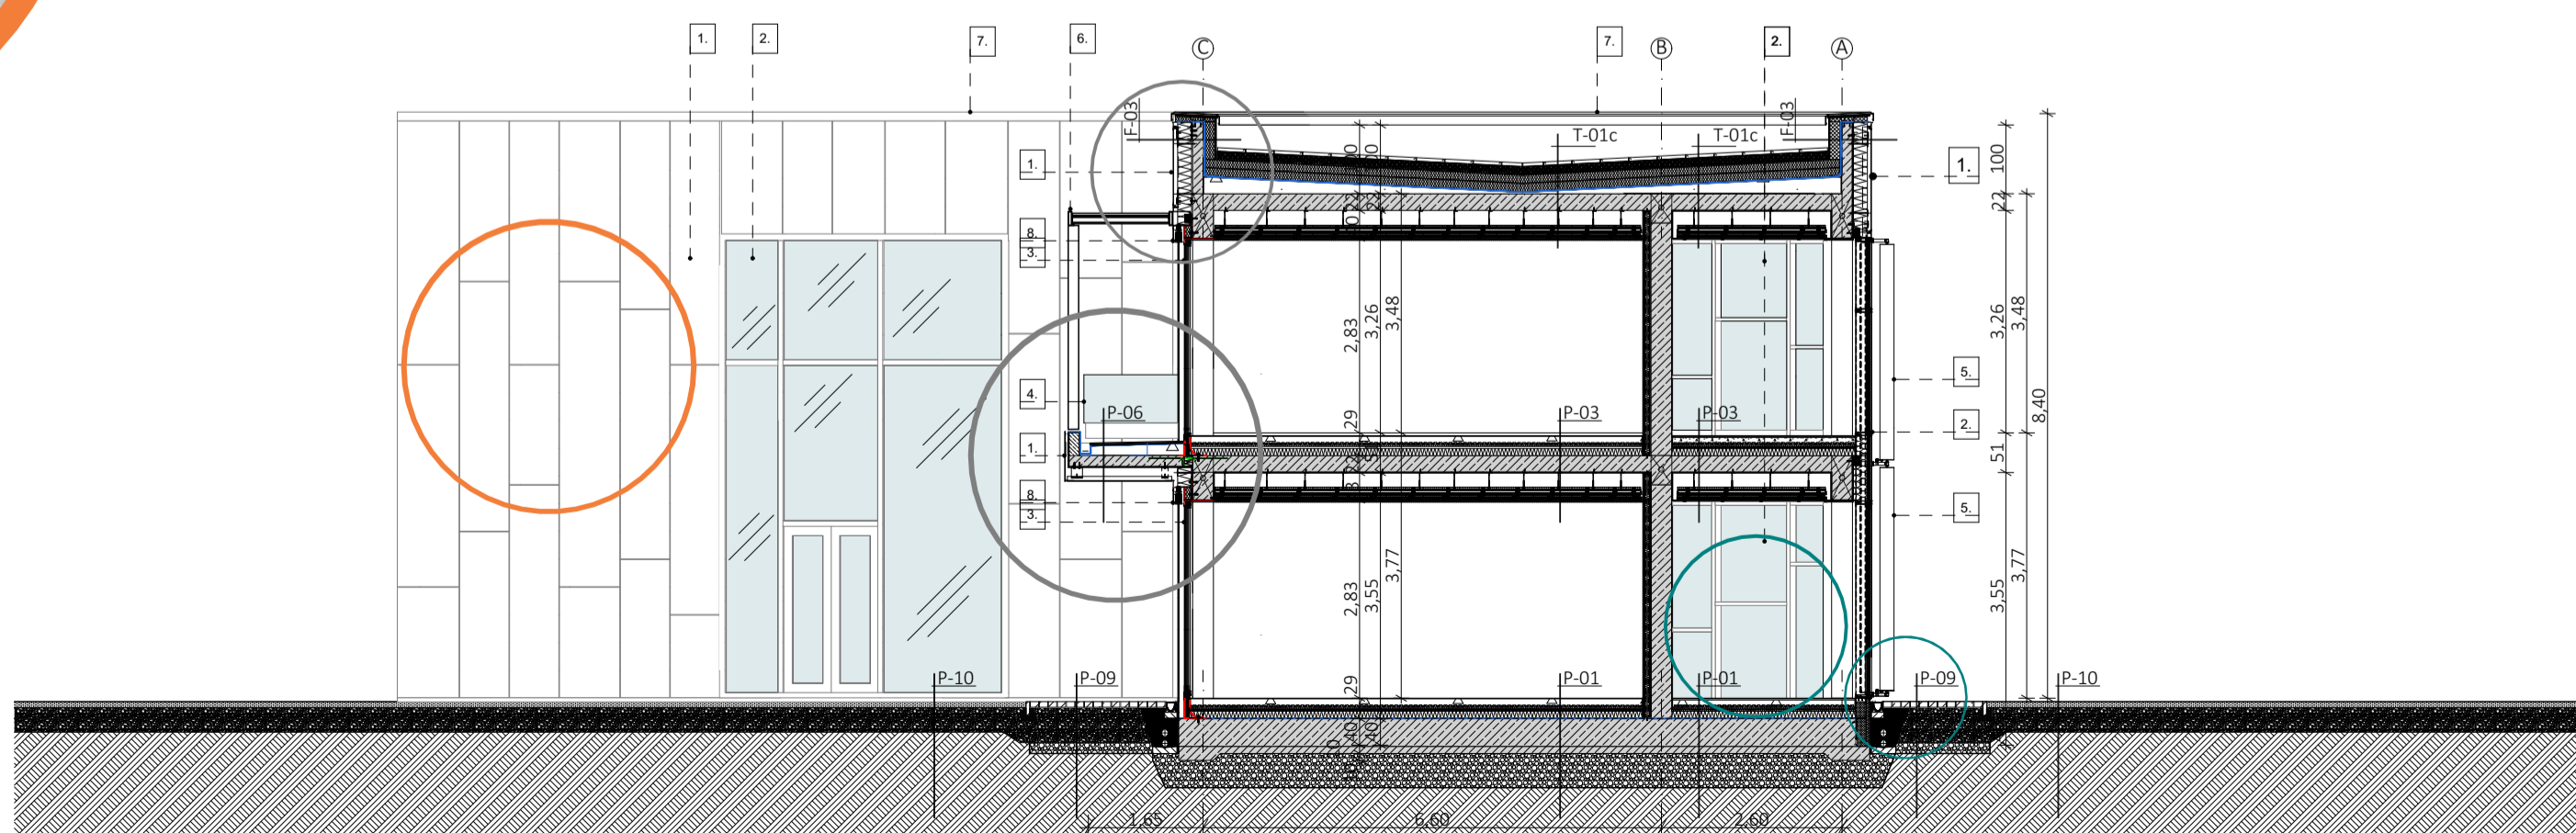 1.
2.
7.
6.
C
7.
B
2.
A
F-03
T-01c
T-01c
F-03
1.
1.
100
22
8.
3.
2,83
3,26
3,48
3,26
3,48
8,40
5.
4.
P-06
29
P-03
P-03
2.
1.
51
8.
3.
5.
2,83
3,55
3,77
3,55
3,77
P-10
P-09
29
P-01
P-01
P-09
P-10
40
40
1,65
6,60
2,60